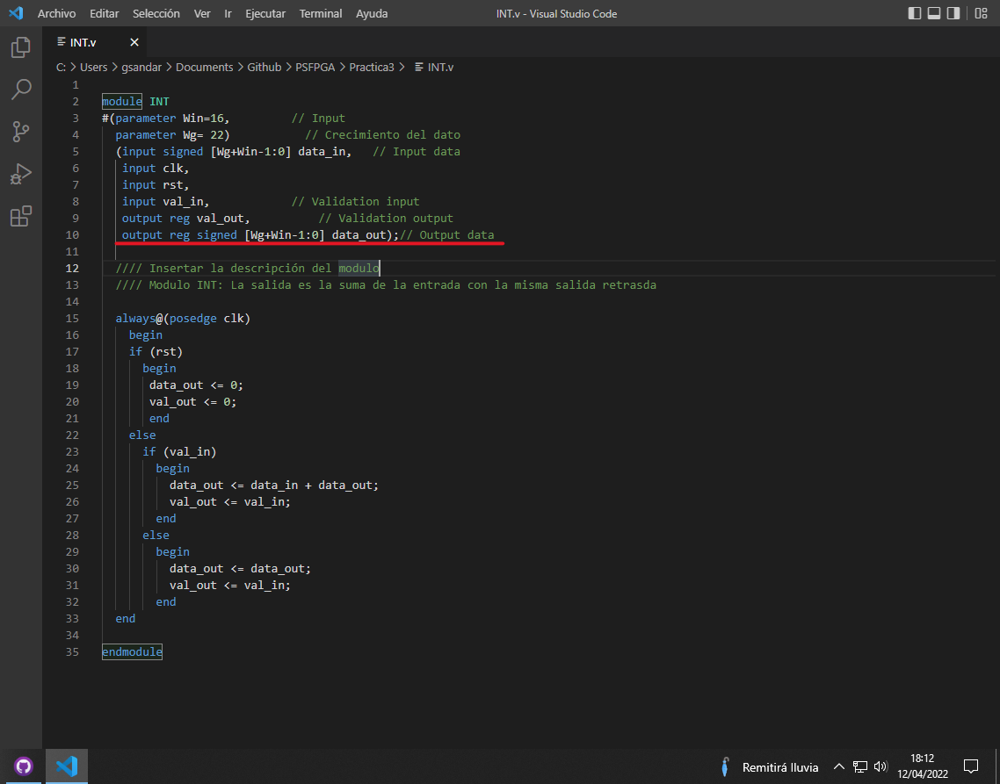 Archivo Editar Selección Ver Ir Ejecutar Terminal Ayuda INT.v - Visual Studio Code
INT.v
C: > Users > gsandar > Documents > Github > PSFPGA > Practica3 > INT.v
1
2 module INT
3 #(parameter Win=16, // Input
4 parameter Wg= 22) // Crecimiento del dato
5 (input signed [Wg+Win-1:0] data_in, // Input data
6 input clk,
7 input rst,
8 input val_in, // Validation input
9 output reg val_out, // Validation output
10 output reg signed [Wg+Win-1:0] data_out);// Output data
11
12 //// Insertar la descripción del modulo
13 //// Modulo INT: La salida es la suma de la entrada con la misma salida retrasda
14
15 always@(posedge clk)
16 begin
17 if (rst)
18 begin
19 data_out <= 0;
20 val_out <= 0;
21 end
22 else
23 if (val_in)
24 begin
25 data_out <= data_in + data_out;
26 val_out <= val_in;
27 end
28 else
29 begin
30 data_out <= data_out;
31 val_out <= val_in;
32 end
33 end
34
35 endmodule
Remitirá lluvia
18:12
12/04/2022